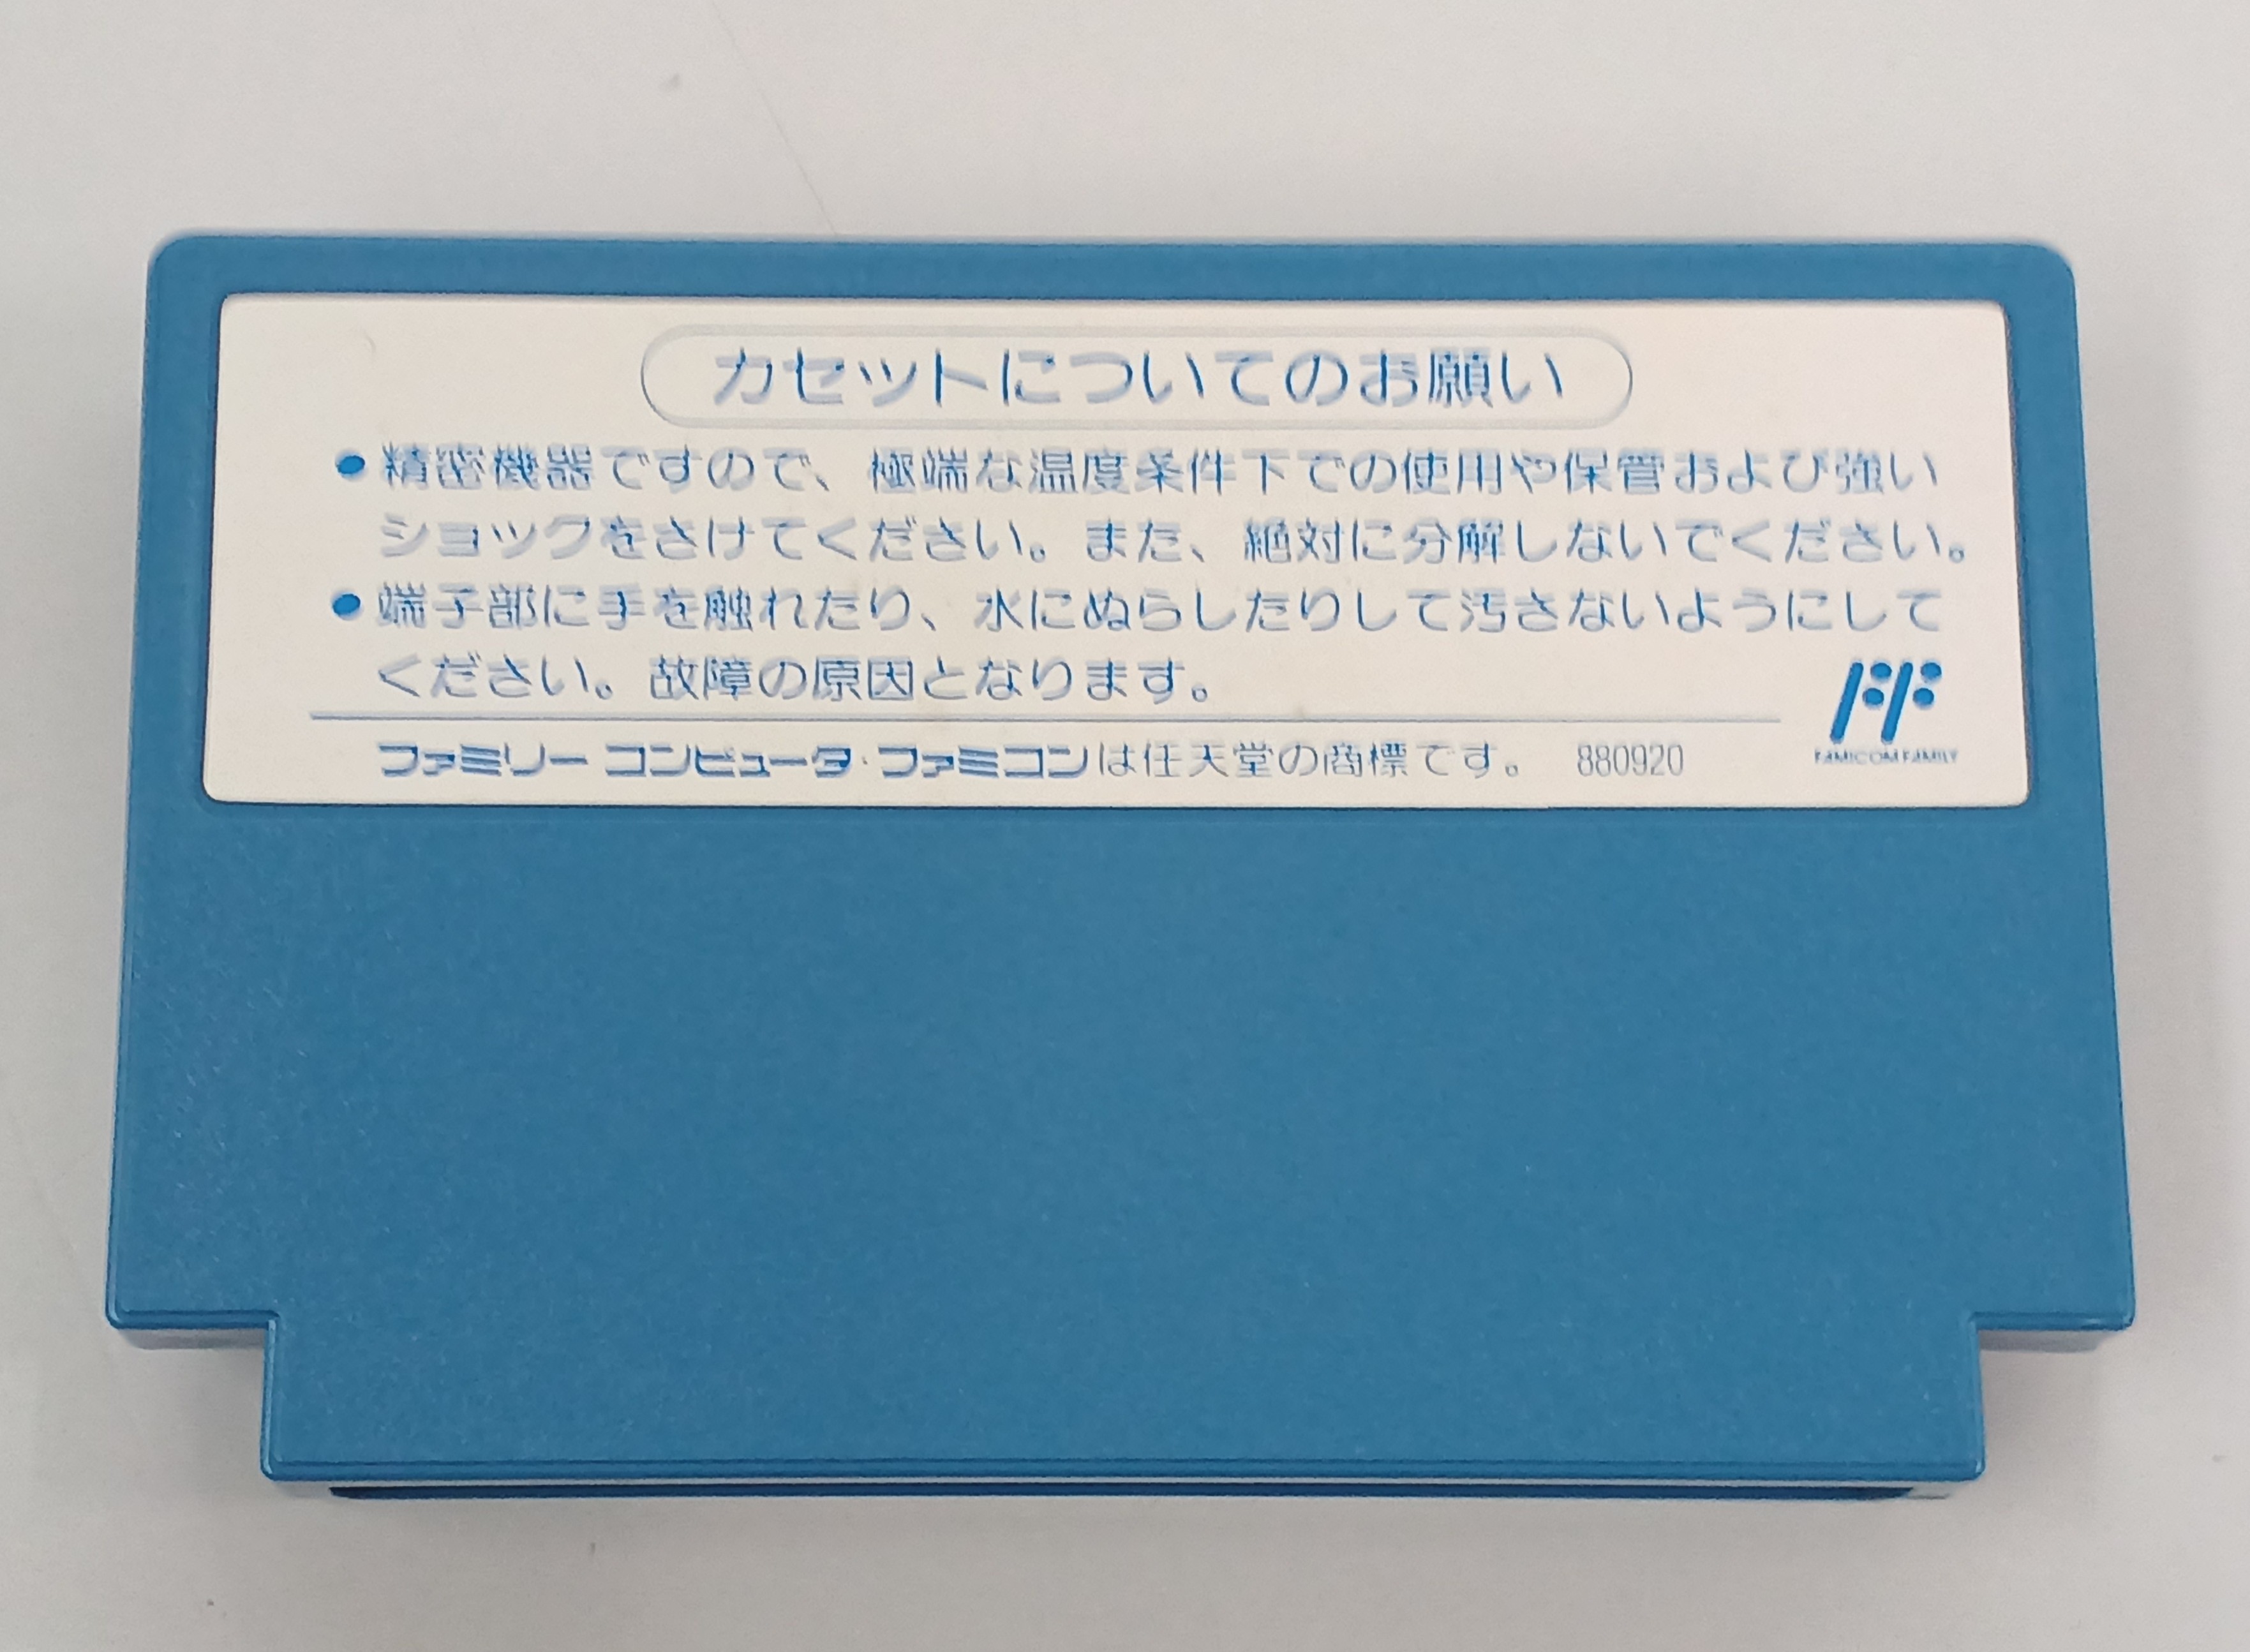 カセットについてのお願い
●精密機器ですので、極端な温度条件下での使用や保管および強い
ショックをさけてください。また、絶対に分解しないでください。
●端子部に手を触れたり、水にぬらしたりして汚さないようにして
ください。故障の原因となります。
FF
FAMICOM FAMILY
ファミリー コンピュータ・ファミコンは任天堂の商標です。 880920